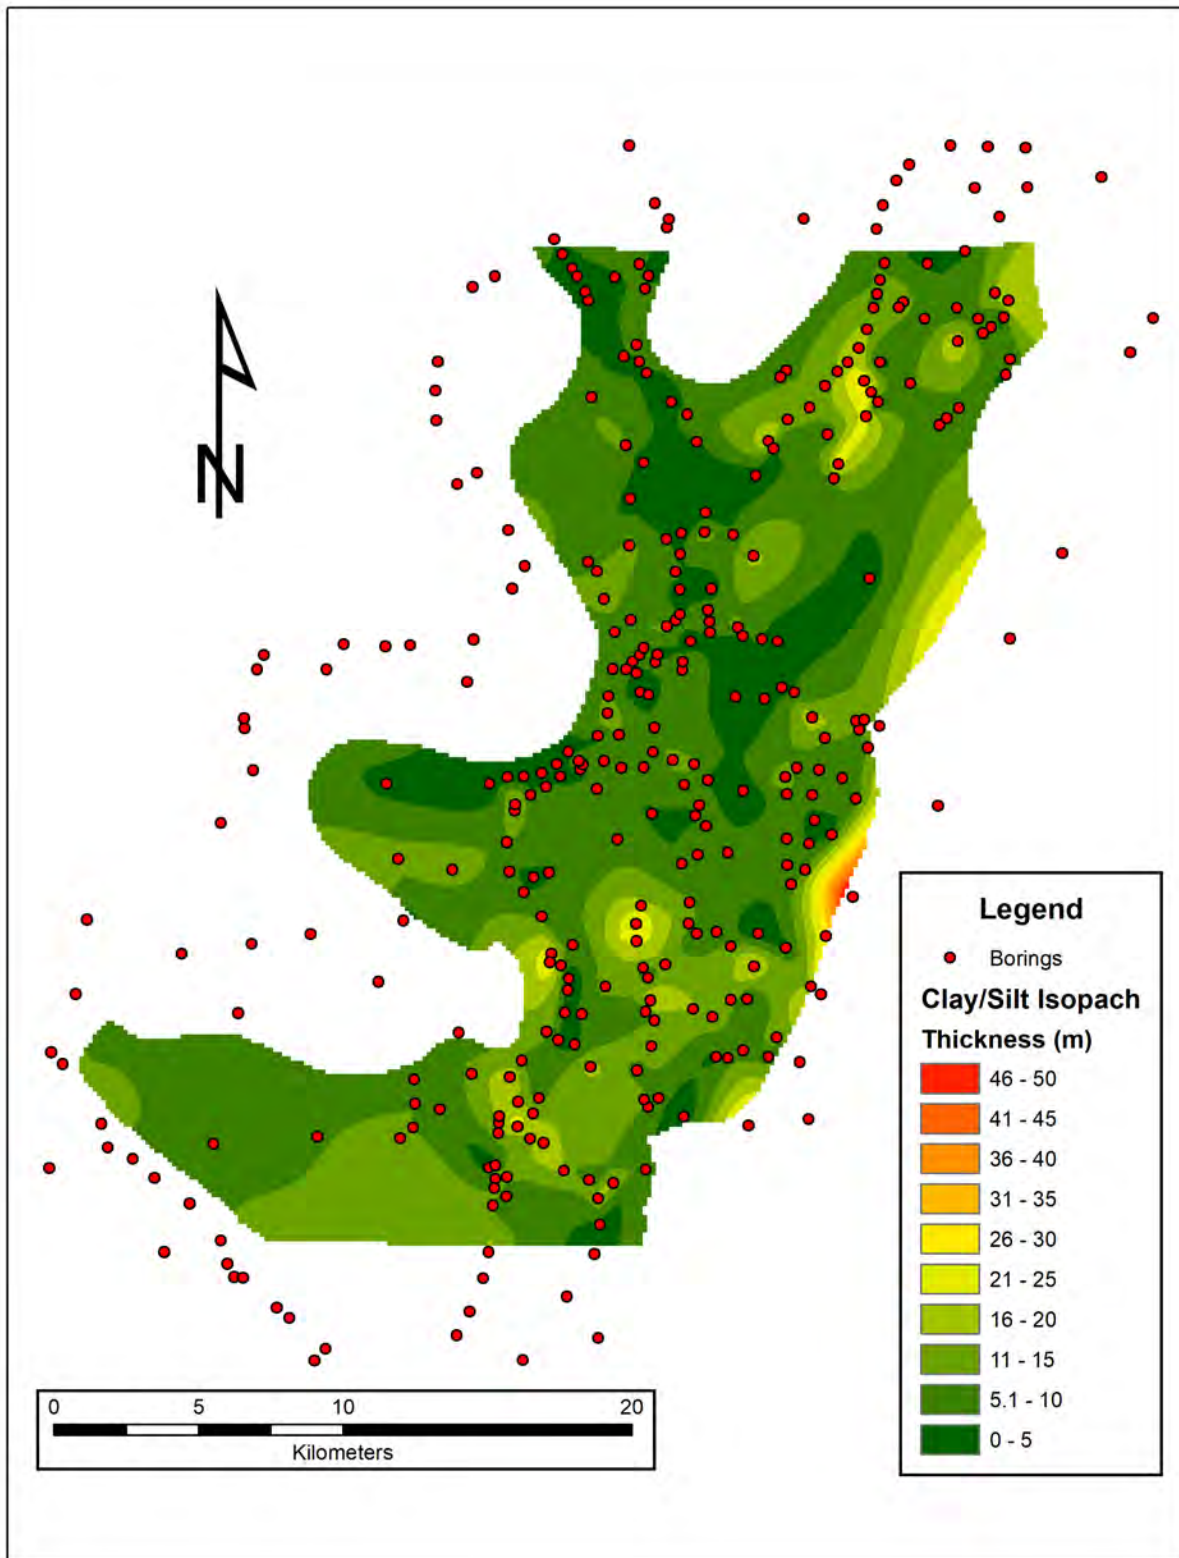 N
Legend
Borings
Clay/Silt Isopach
Thickness (m)
46 - 50
41 - 45
36 - 40
31 - 35
26 - 30
21 - 25
16 - 20
11 - 15
5.1 - 10
0 - 5
0 5 10 20
Kilometers